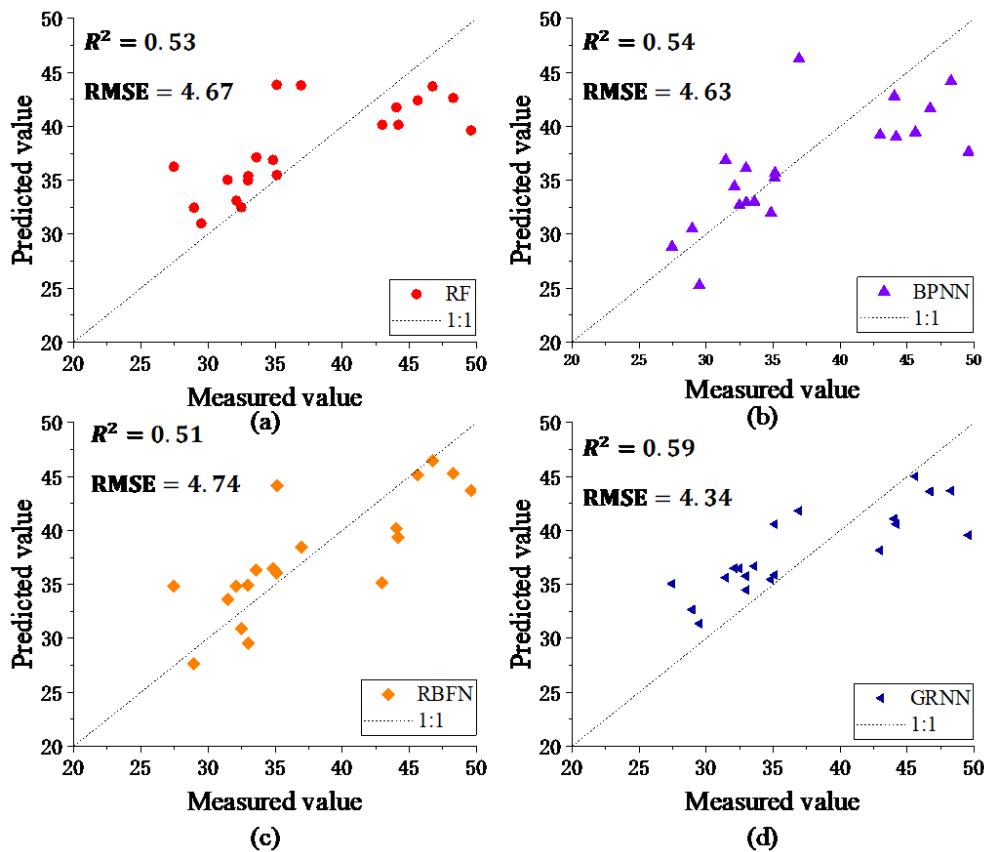 R² = 0.53
RMSE = 4.67
Predicted value
50
45
40
35
30
25
20
RF
1:1
20 25 30 35 40 45 50
Measured value
(a)
R² = 0.54
RMSE = 4.63
Predicted value
50
45
40
35
30
25
20
BPNN
1:1
20 25 30 35 40 45 50
Measured value
(b)
R² = 0.51
RMSE = 4.74
Predicted value
50
45
40
35
30
25
20
RBFN
1:1
20 25 30 35 40 45 50
Measured value
(c)
R² = 0.59
RMSE = 4.34
Predicted value
50
45
40
35
30
25
20
GRNN
1:1
20 25 30 35 40 45 50
Measured value
(d)